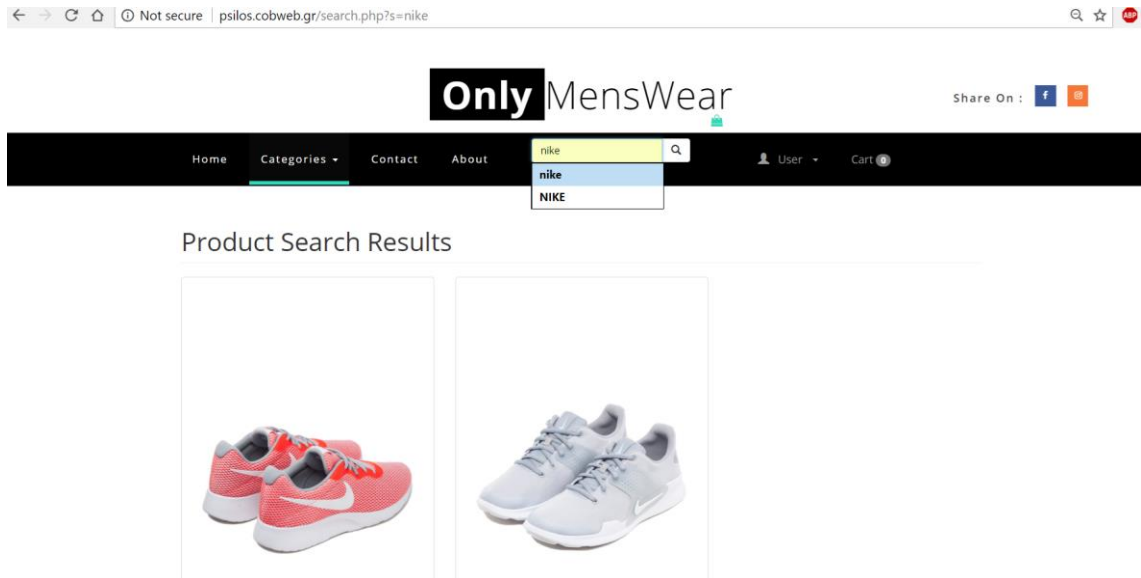 Not secure psilos.cobweb.gr/search.php?s=nike
ABP
Only MensWear
Share On :
Home Categories Contact About nike User Cart 0
nike
NIKE
Product Search Results